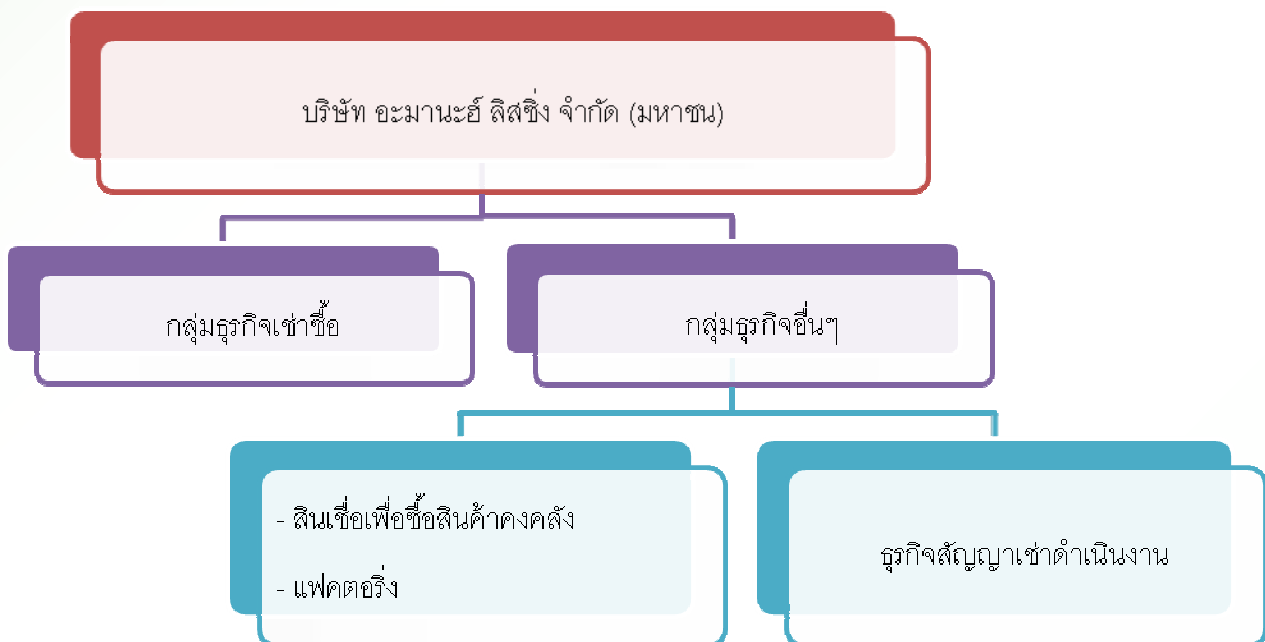 บริษัท อะมานะฮ์ ลิสซิ่ง จำกัด (มหาชน)
กลุ่มธุรกิจเช่าซื้อ
กลุ่มธุรกิจอื่นๆ
- สินเชื่อเพื่อซื้อสินค้าคงคลัง
- แฟคตอริ่ง
ธุรกิจสัญญาเช่าดำเนินงาน